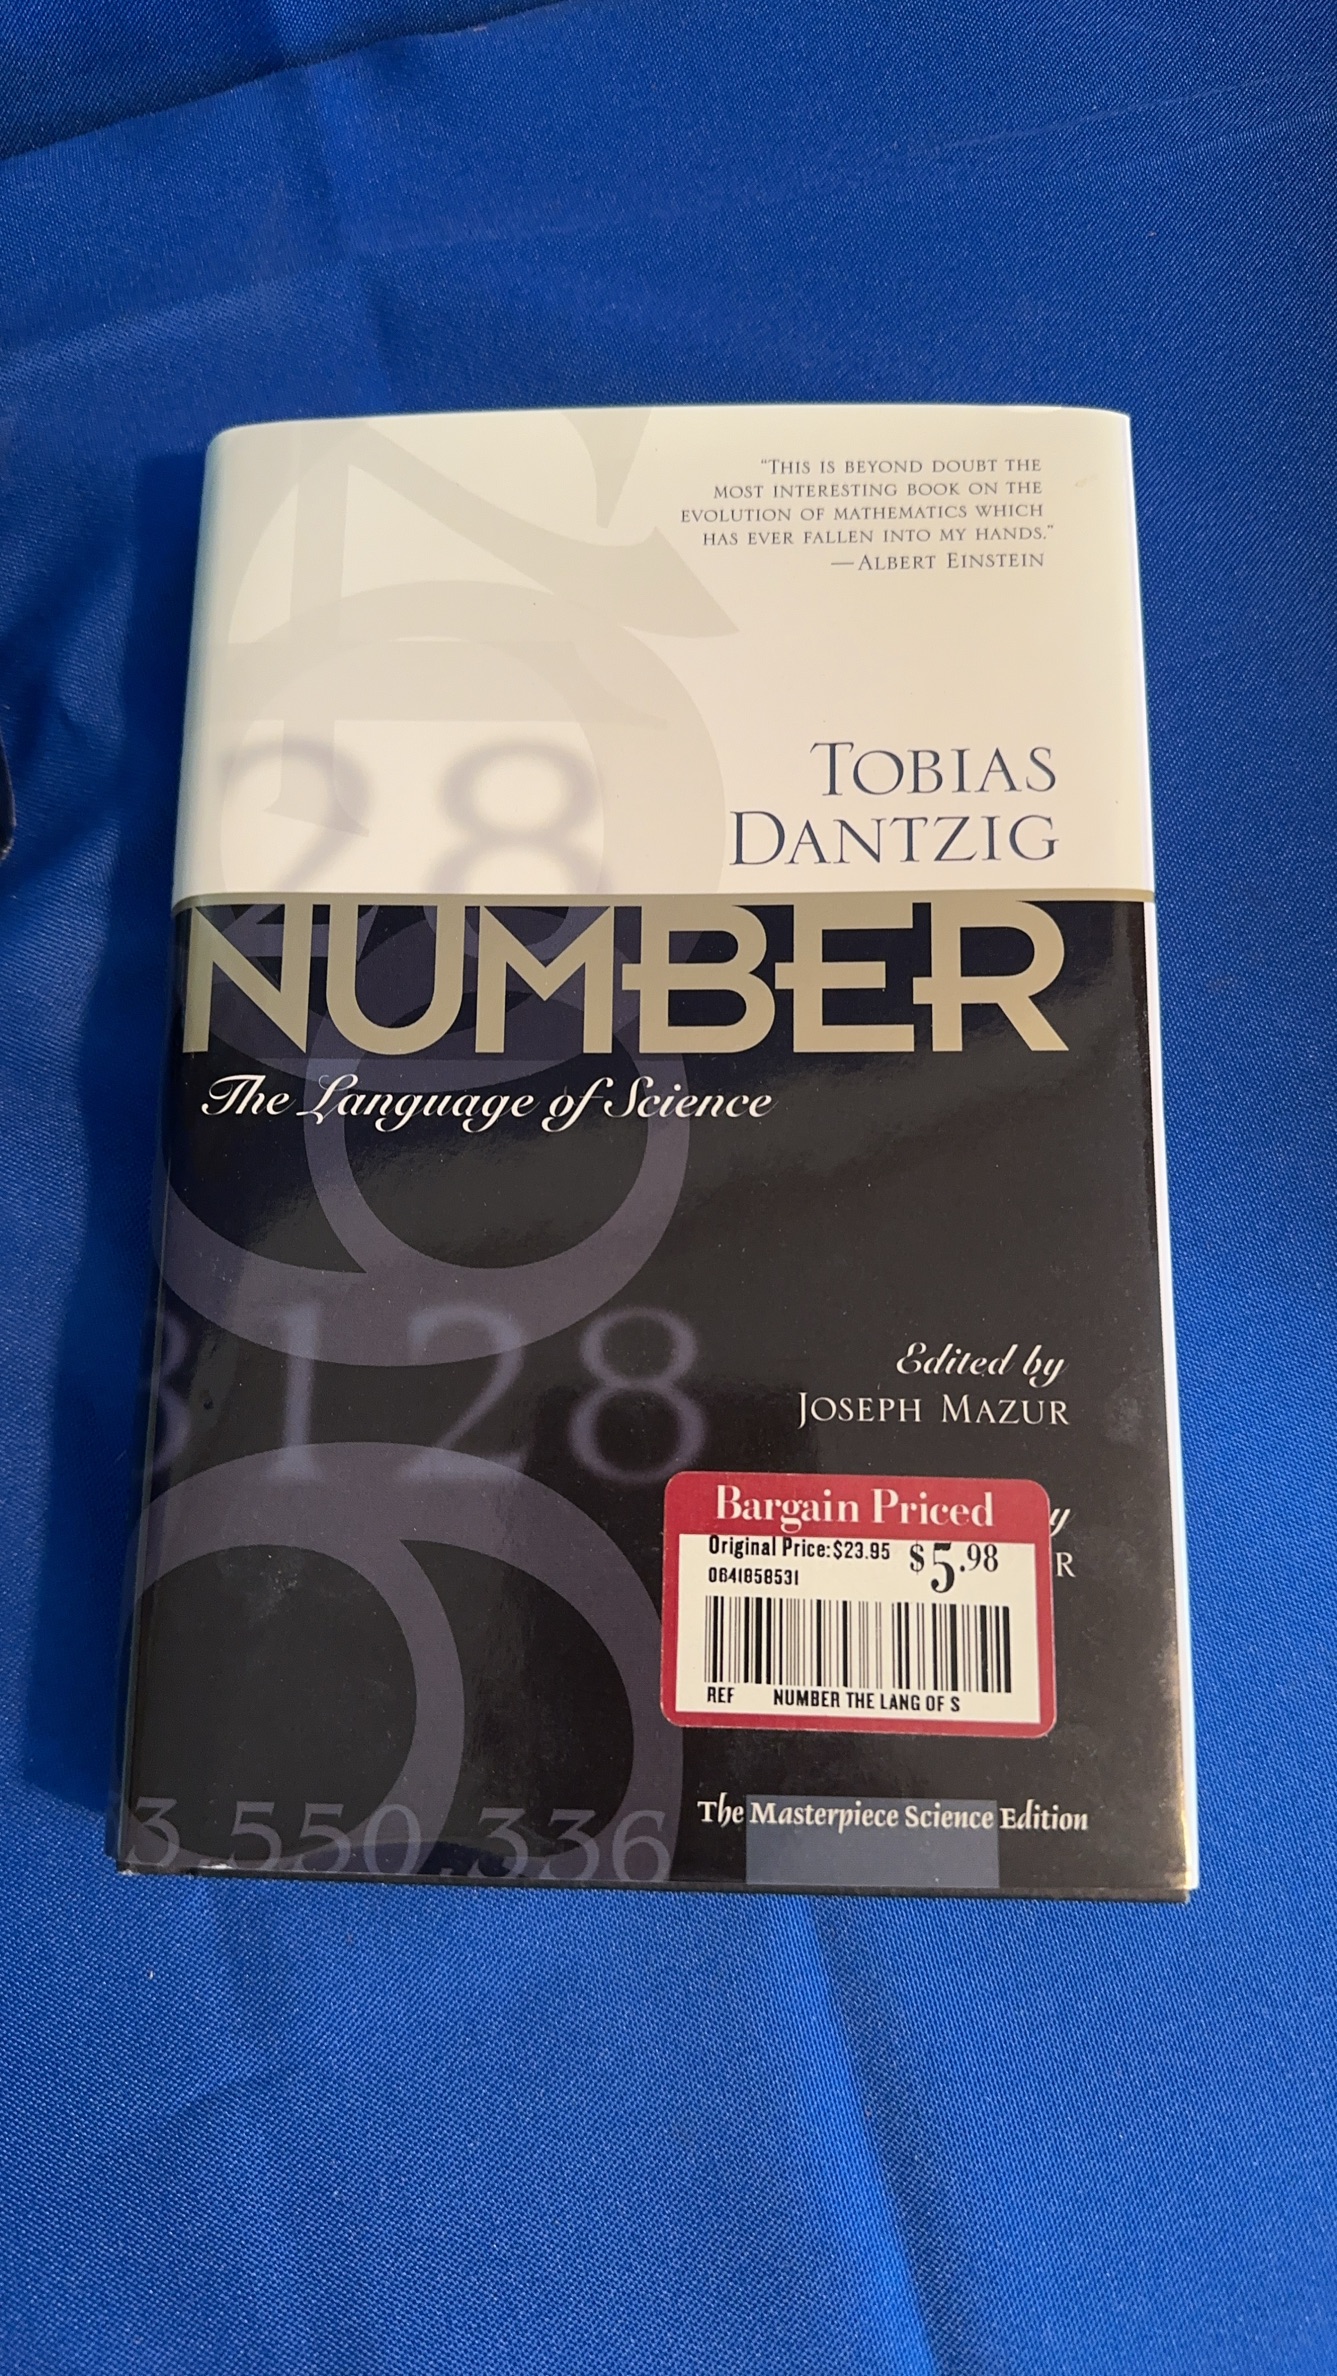 “THIS IS BEYOND DOUBT THE
MOST INTERESTING BOOK ON THE
EVOLUTION OF MATHEMATICS WHICH
HAS EVER FALLEN INTO MY HANDS.”
—ALBERT EINSTEIN
28
TOBIAS
DANTZIG
NUMBER
The Language of Science
8128
Edited by
JOSEPH MAZUR
y
R
Bargain Priced
Original Price:$23.95 $5.98
0641858531
REF NUMBER THE LANG OF S
The Masterpiece Science Edition
3,550,336